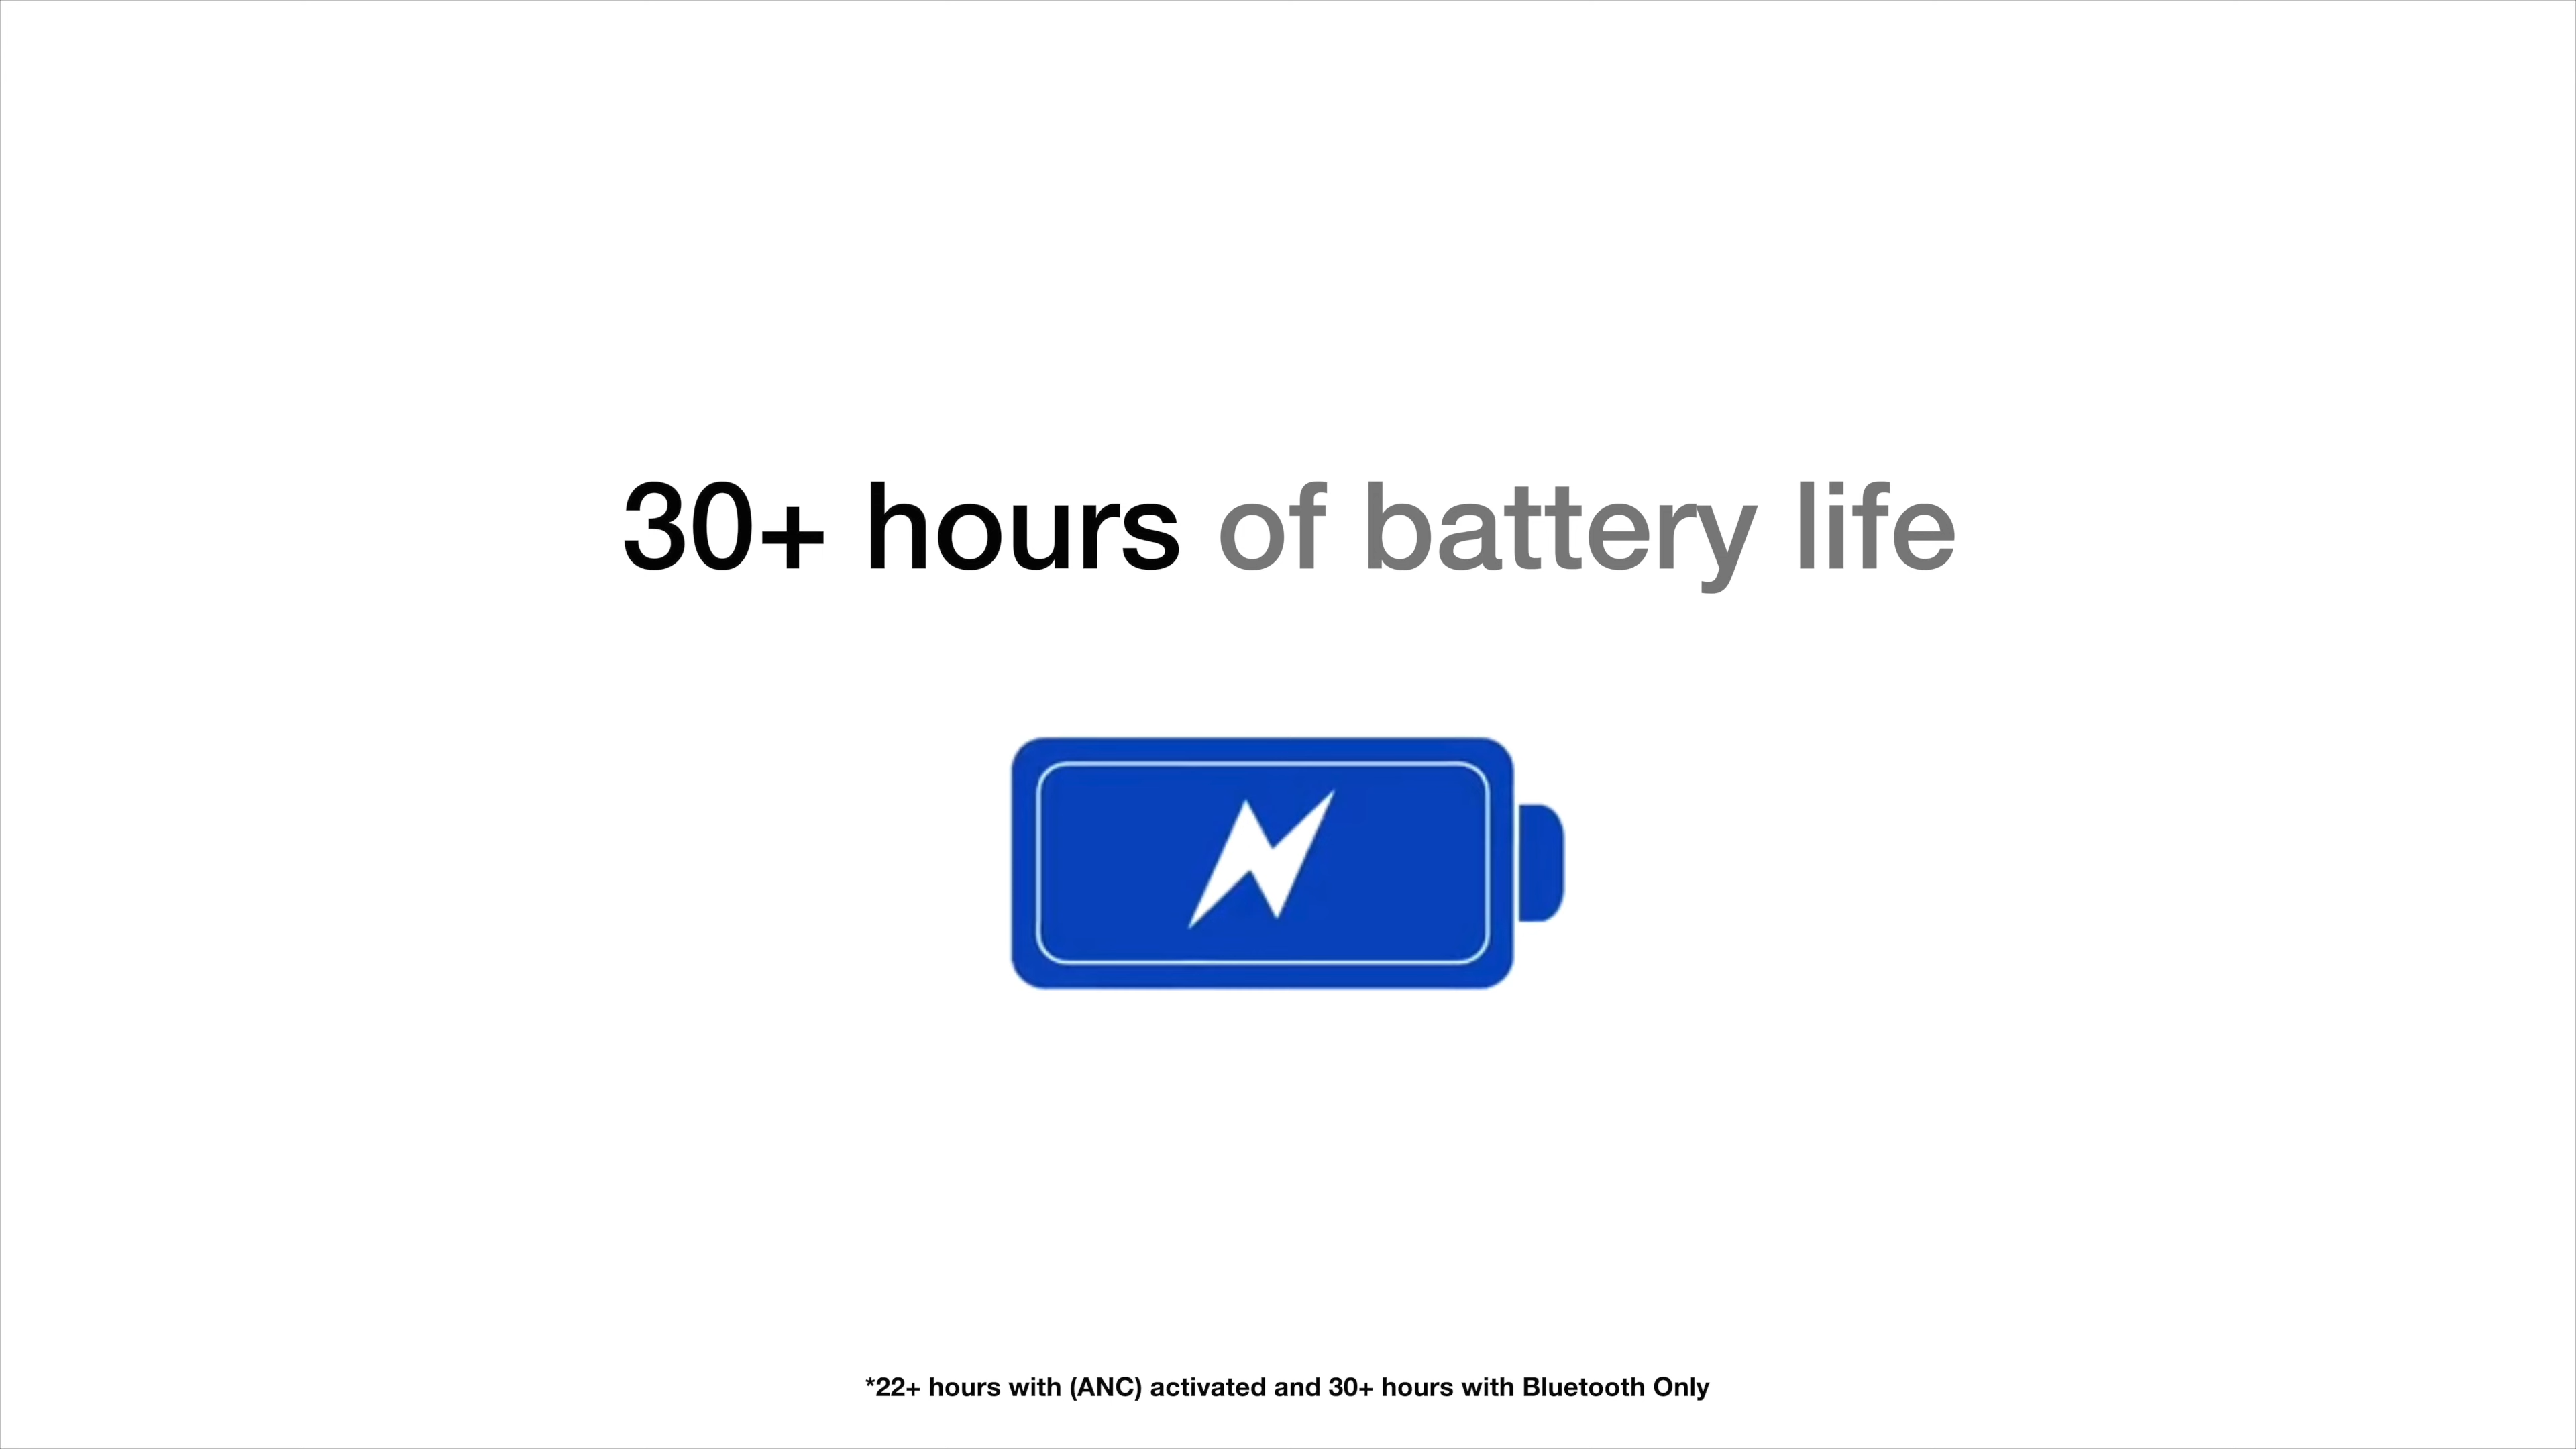 30+ hours of battery life
*22+ hours with (ANC) activated and 30+ hours with Bluetooth Only